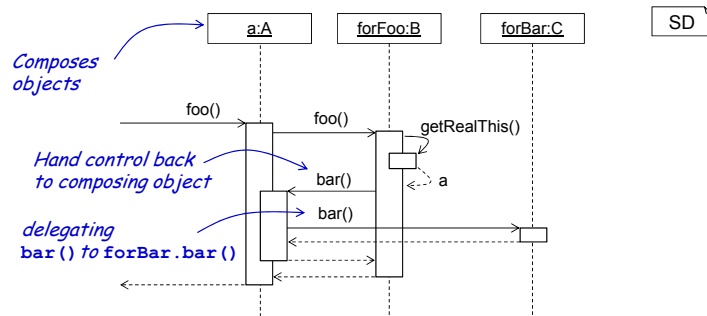 a:A
forFoo:B
forBar:C
SD
Composes
objects
foo()
foo()
getRealThis()
Hand control back
to composing object
bar()
a
bar()
delegating
bar() to forBar.bar()